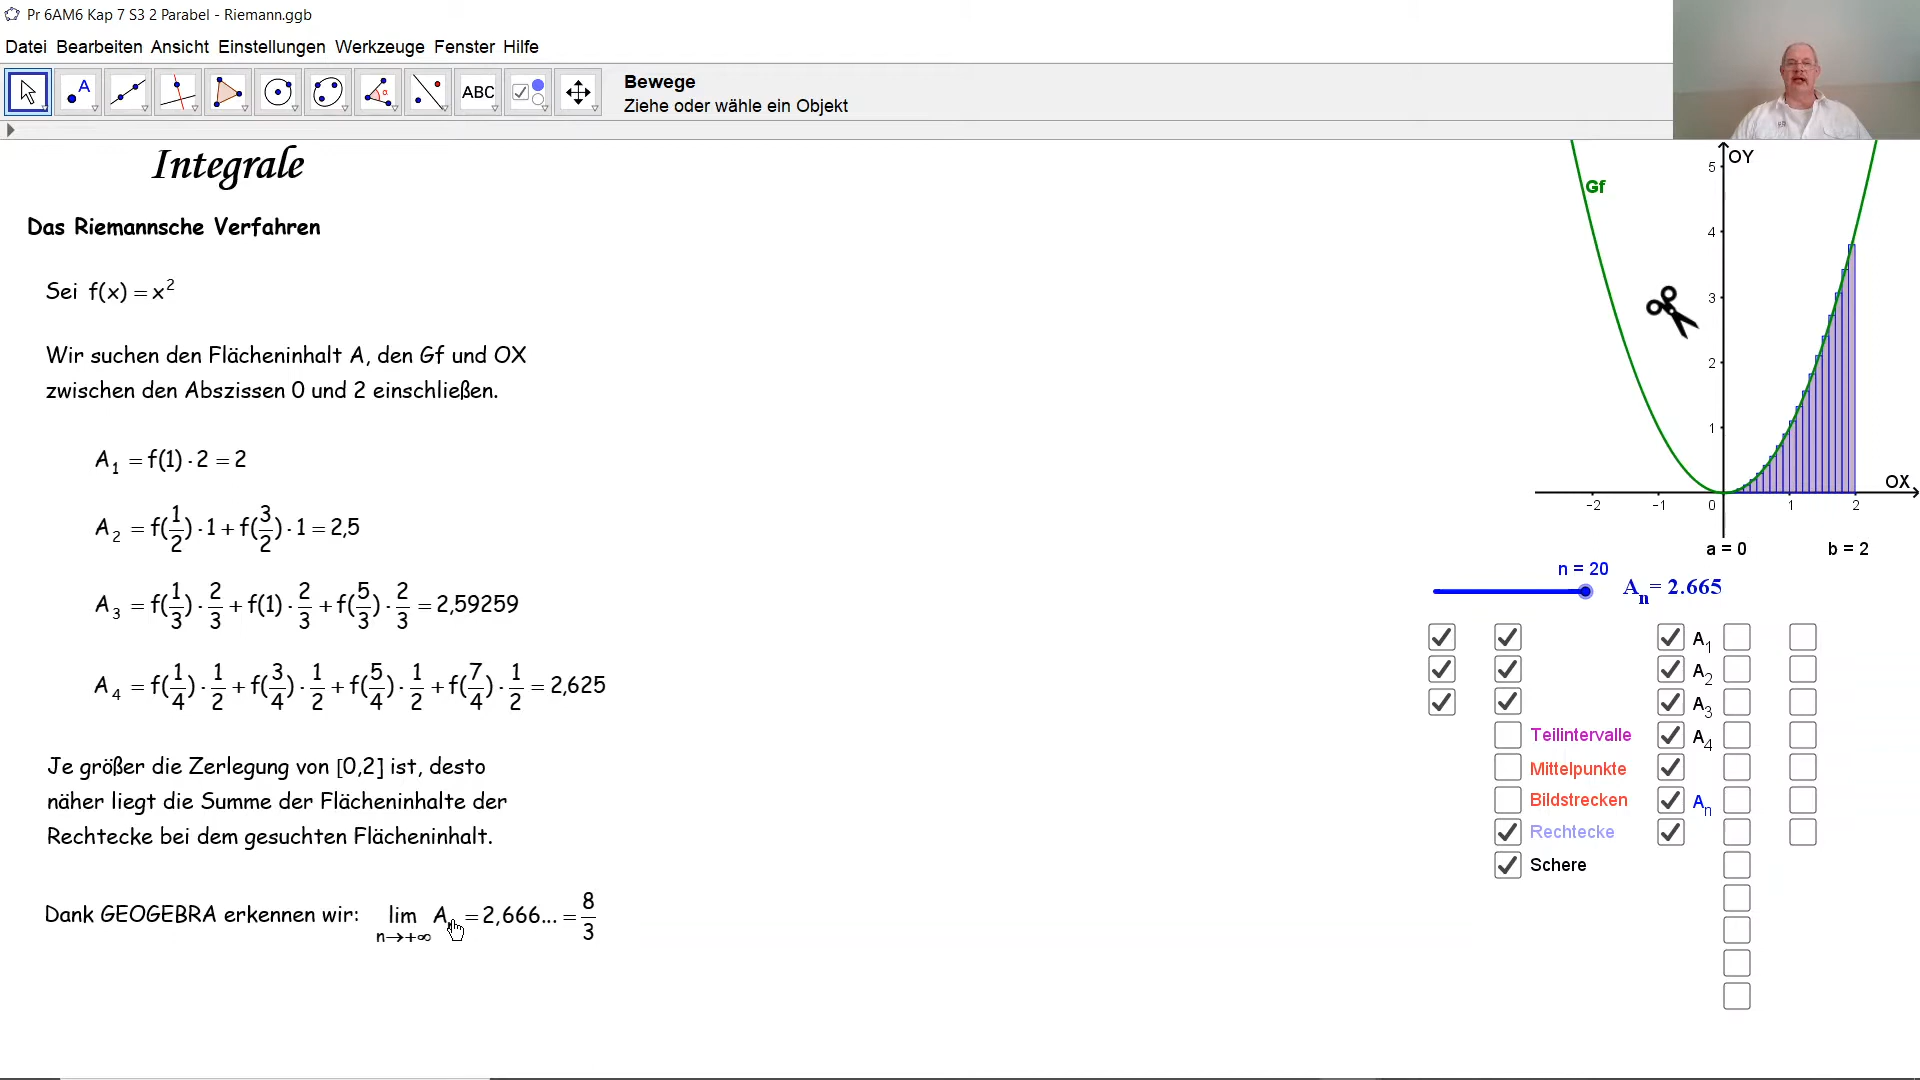 Pr 6AM6 Kap 7 S3 2 Parabel - Riemann.ggb
Datei Bearbeiten Ansicht Einstellungen Werkzeuge Fenster Hilfe
A
α
ABC
Bewege
Ziehe oder wähle ein Objekt
Integrale
Das Riemannsche Verfahren
Sei f(x) = x²
Wir suchen den Flächeninhalt A, den Gf und OX
zwischen den Abszissen 0 und 2 einschließen.
A₁ = f(1) · 2 = 2
A₂ = f(1/2) · 1 + f(3/2) · 1 = 2,5
A₃ = f(1/3) · 2/3 + f(1) · 2/3 + f(5/3) · 2/3 = 2,59259
A₄ = f(1/4) · 1/2 + f(3/4) · 1/2 + f(5/4) · 1/2 + f(7/4) · 1/2 = 2,625
Je größer die Zerlegung von [0,2] ist, desto
näher liegt die Summe der Flächeninhalte der
Rechtecke bei dem gesuchten Flächeninhalt.
Dank GEOGEBRA erkennen wir: lim n→+∞ Aₙ = 2,666... = 8/3
OY
5
Gf
4
3
2
1
OX
-2 -1 0 1 2
a = 0 b = 2
n = 20
Aₙ = 2.665
A₁
A₂
A₃
Teilintervalle A₄
Mittelpunkte
Bildstrecken Aₙ
Rechtecke
Schere